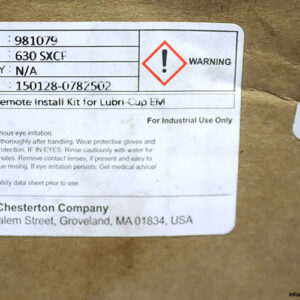 : 981079
: 630 SXCF
Y : N/A
: 150128-0782502
WARNING
emote Install Kit for Lubri-Cup EM
For Industrial Use Only
rious eye irritation.
horoughly after handling. Wear protective gloves and
rotection. IF IN EYES: Rinse cautiously with water for
nutes. Remove contact lenses, if present and easy to
ue rinsing. If eye irritation persists: Get medical advice/
afety data sheet prior to use.
Chesterton Company
alem Street, Groveland, MA 01834, USA